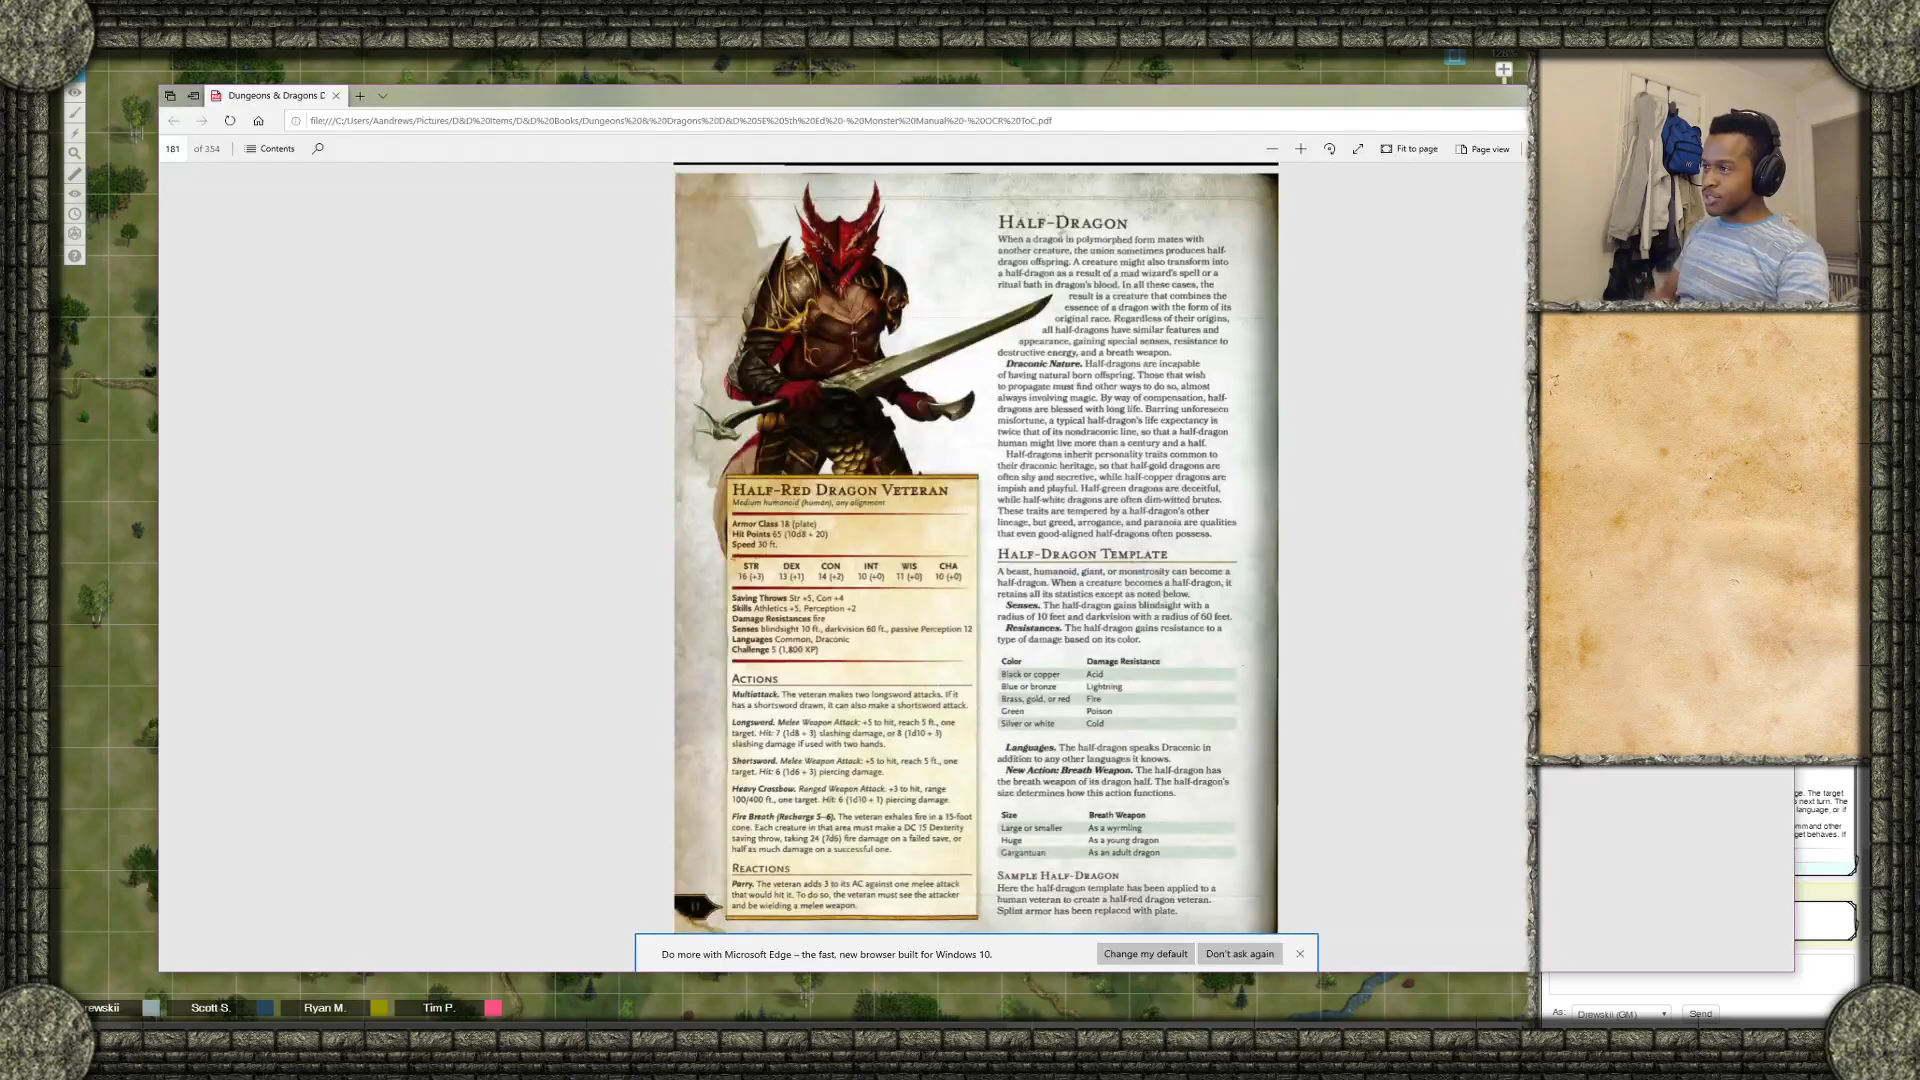 128%
Dungeons & Dragons D
file:///C:/Users/Aandrews/Pictures/D&D%20Items/D&D%20Books/Dungeons%20&%20Dragons%20D&D%205E%205th%20Ed%20-%20Monster%20Manual%20-%20OCR%20ToC.pdf
181 of 354 Contents Fit to page Page view
Half-Red Dragon Veteran
Medium humanoid (human), any alignment
Armor Class 18 (plate)
Hit Points 65 (10d8 + 20)
Speed 30 ft.
STR DEX CON INT WIS CHA
16 (+3) 13 (+1) 14 (+2) 10 (+0) 11 (+0) 10 (+0)
Saving Throws Str +5, Con +4
Skills Athletics +5, Perception +2
Damage Resistances fire
Senses blindsight 10 ft., darkvision 60 ft., passive Perception 12
Languages Common, Draconic
Challenge 5 (1,800 XP)
Actions
Multiattack. The veteran makes two longsword attacks. If it
has a shortsword drawn, it can also make a shortsword attack.
Longsword. Melee Weapon Attack: +5 to hit, reach 5 ft., one
target. Hit: 7 (1d8 + 3) slashing damage, or 8 (1d10 + 3)
slashing damage if used with two hands.
Shortsword. Melee Weapon Attack: +5 to hit, reach 5 ft., one
target. Hit: 6 (1d6 + 3) piercing damage.
Heavy Crossbow. Ranged Weapon Attack: +3 to hit, range
100/400 ft., one target. Hit: 6 (1d10 + 1) piercing damage.
Fire Breath (Recharge 5–6). The veteran exhales fire in a 15-foot
cone. Each creature in that area must make a DC 15 Dexterity
saving throw, taking 24 (7d6) fire damage on a failed save, or
half as much damage on a successful one.
Reactions
Parry. The veteran adds 3 to its AC against one melee attack
that would hit it. To do so, the veteran must see the attacker
and be wielding a melee weapon.
Half-Dragon
When a dragon in polymorphed form mates with
another creature, the union sometimes produces half-
dragon offspring. A creature might also transform into
a half-dragon as a result of a mad wizard's spell or a
ritual bath in dragon's blood. In all these cases, the
result is a creature that combines the
essence of a dragon with the form of its
original race. Regardless of their origins,
all half-dragons have similar features and
appearance, gaining special senses, resistance to
destructive energy, and a breath weapon.
Draconic Nature. Half-dragons are incapable
of having natural born offspring. Those that wish
to propagate must find other ways to do so, almost
always involving magic. By way of compensation, half-
dragons are blessed with long life. Barring unforeseen
misfortune, a typical half-dragon's life expectancy is
twice that of its nondraconic line, so that a half-dragon
human might live more than a century and a half.
Half-dragons inherit personality traits common to
their draconic heritage, so that half-gold dragons are
often shy and secretive, while half-copper dragons are
impish and playful. Half-green dragons are deceitful,
while half-white dragons are often dim-witted brutes.
These traits are tempered by a half-dragon's other
lineage, but greed, arrogance, and paranoia are qualities
that even good-aligned half-dragons often possess.
Half-Dragon Template
A beast, humanoid, giant, or monstrosity can become a
half-dragon. When a creature becomes a half-dragon, it
retains all its statistics except as noted below.
Senses. The half-dragon gains blindsight with a
radius of 10 feet and darkvision with a radius of 60 feet.
Resistances. The half-dragon gains resistance to a
type of damage based on its color.
Color Damage Resistance
Black or copper Acid
Blue or bronze Lightning
Brass, gold, or red Fire
Green Poison
Silver or white Cold
Languages. The half-dragon speaks Draconic in
addition to any other languages it knows.
New Action: Breath Weapon. The half-dragon has
the breath weapon of its dragon half. The half-dragon's
size determines how this action functions.
Size Breath Weapon
Large or smaller As a wyrmling
Huge As a young dragon
Gargantuan As an adult dragon
Sample Half-Dragon
Here the half-dragon template has been applied to a
human veteran to create a half-red dragon veteran.
Splint armor has been replaced with plate.
Do more with Microsoft Edge – the fast, new browser built for Windows 10. Change my default Don't ask again
ge. The target
next turn. The
language, or if
mmand other
get behaves. If
rewskii Scott S. Ryan M. Tim P.
As: Drewskii (GM) Send